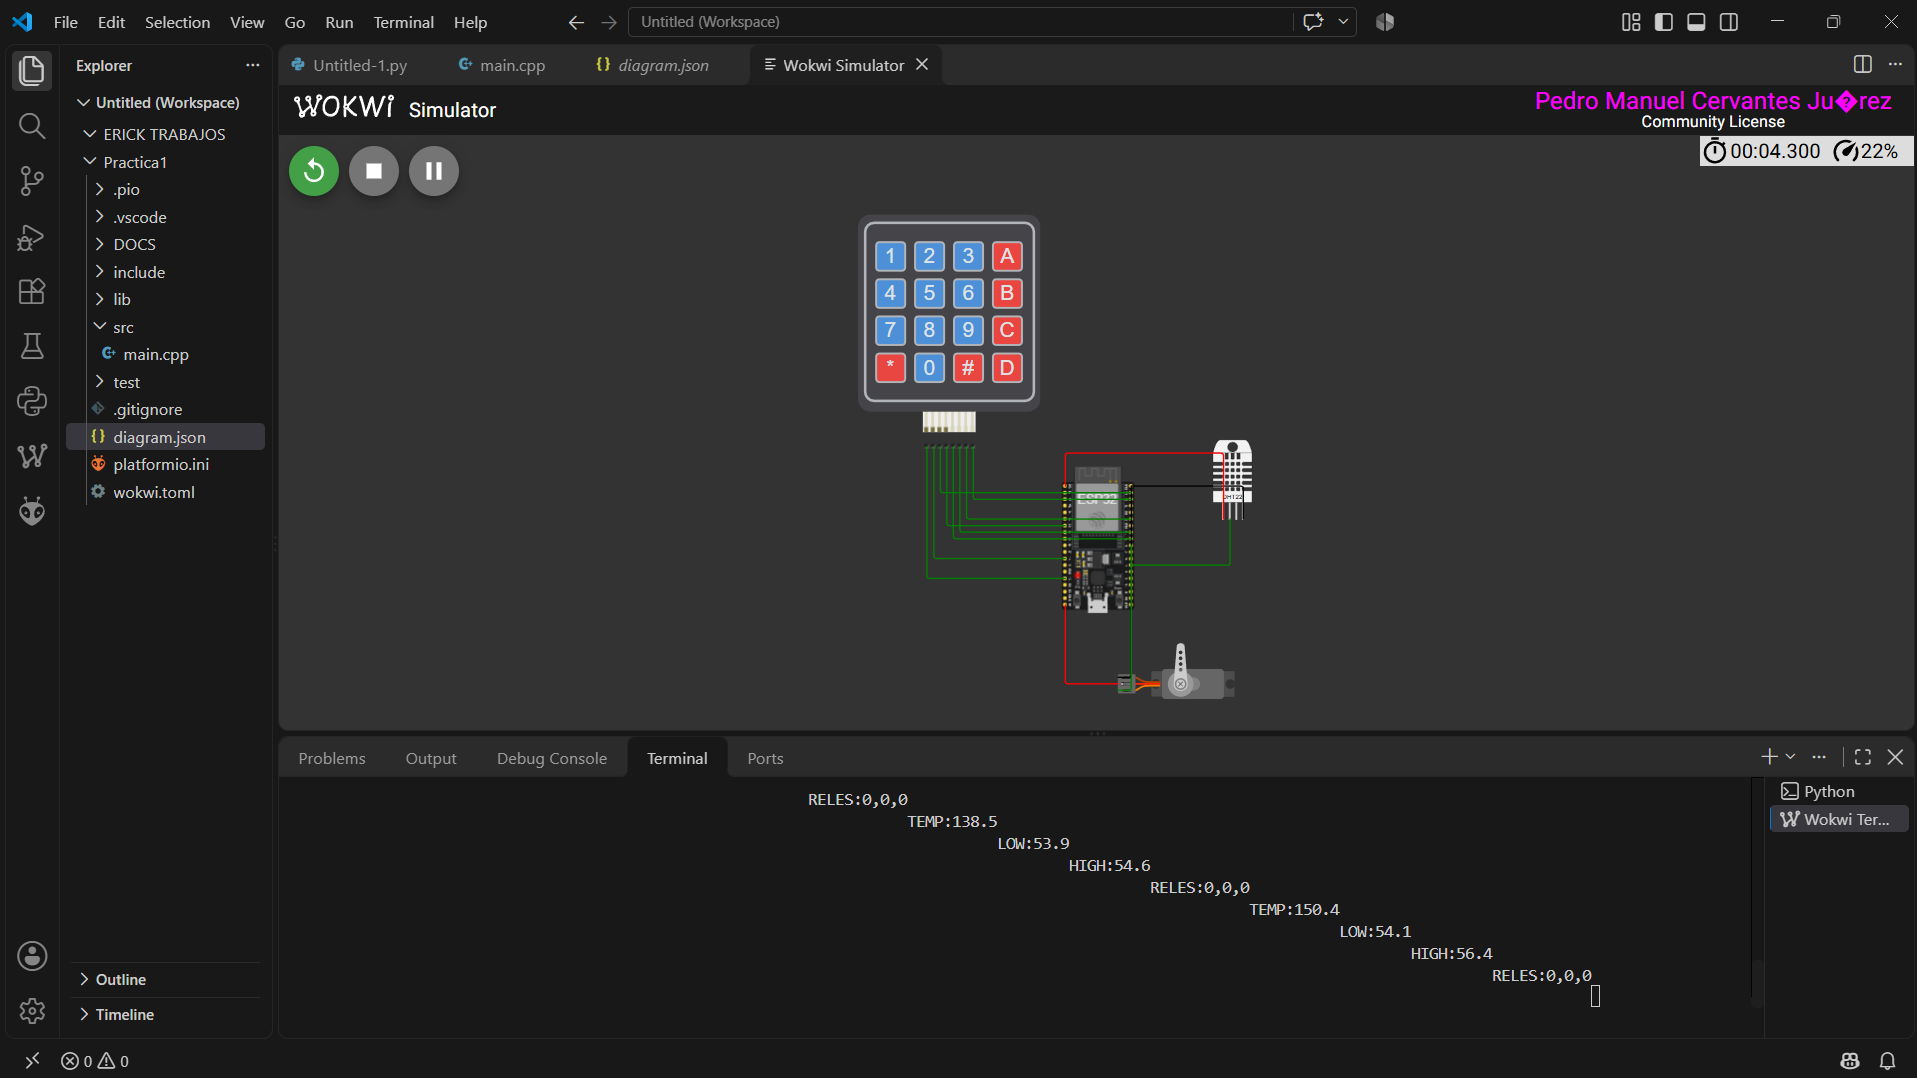 File Edit Selection View Go Run Terminal Help
Untitled (Workspace)
Explorer
Untitled-1.py
main.cpp
diagram.json
Wokwi Simulator
Untitled (Workspace)
ERICK TRABAJOS
Practica1
.pio
.vscode
DOCS
include
lib
src
main.cpp
test
.gitignore
diagram.json
platformio.ini
wokwi.toml
Outline
Timeline
WOKWi Simulator
Pedro Manuel Cervantes Ju�rez
Community License
00:04.300 22%
1 2 3 A
4 5 6 B
7 8 9 C
* 0 # D
ESP32
DHT22
Problems Output Debug Console Terminal Ports
RELES:0,0,0
TEMP:138.5
LOW:53.9
HIGH:54.6
RELES:0,0,0
TEMP:150.4
LOW:54.1
HIGH:56.4
RELES:0,0,0
Python
Wokwi Ter...
0 0